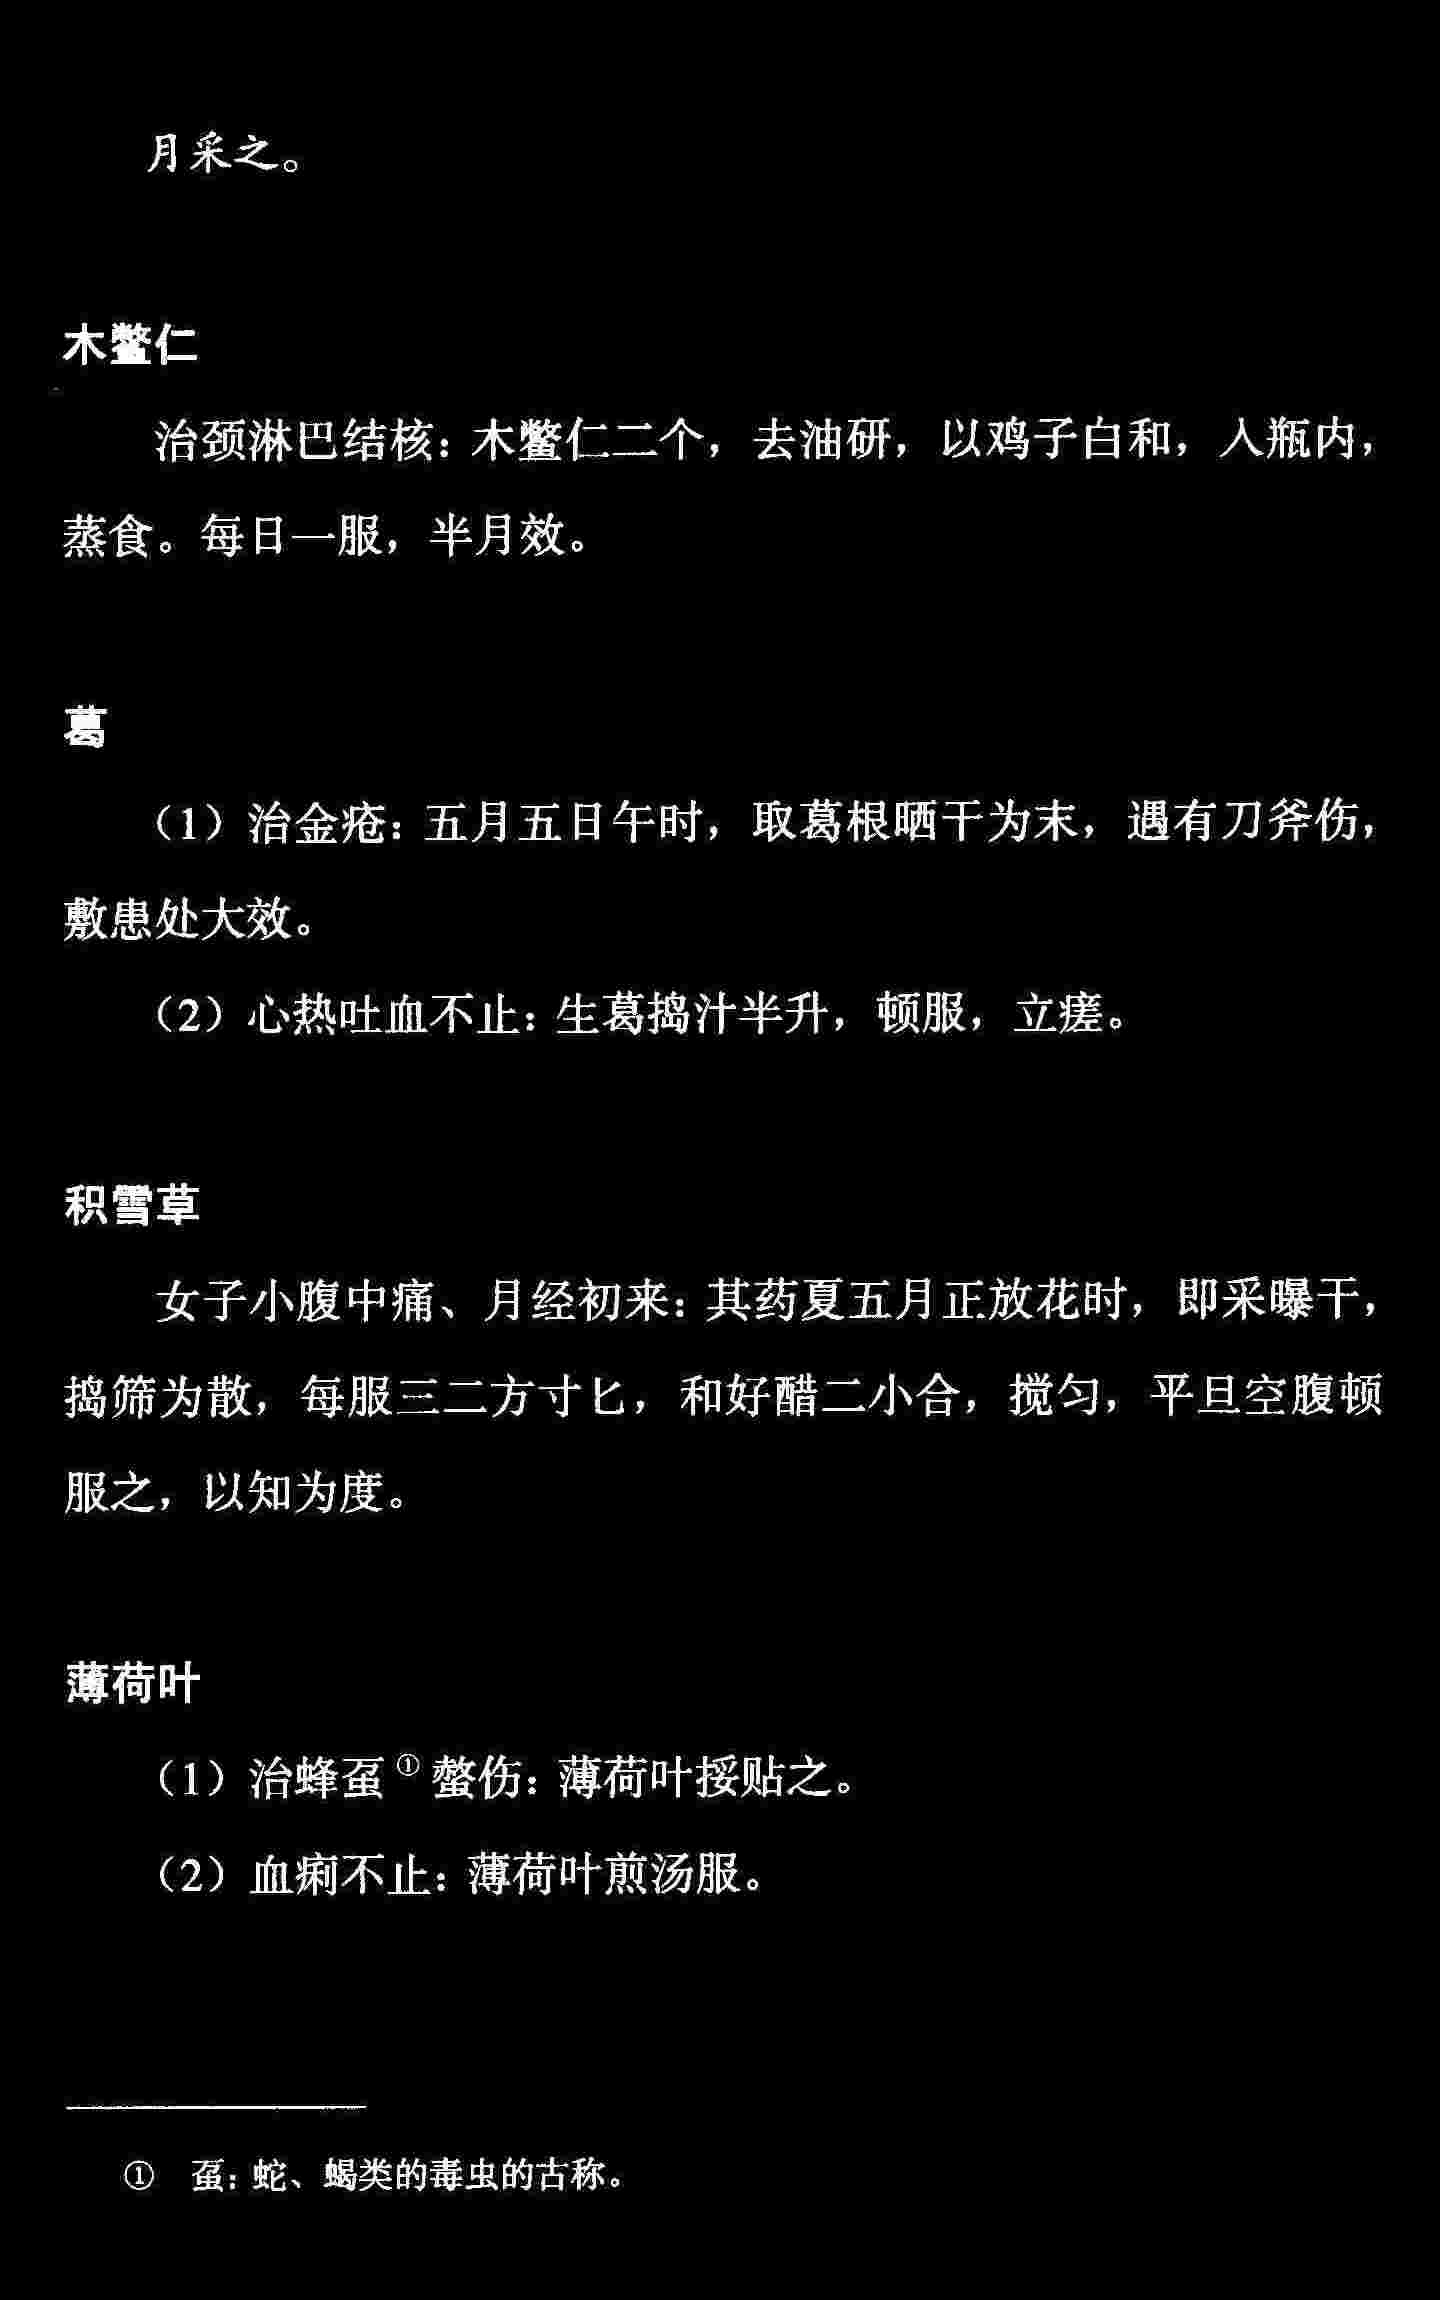 月采之。
木鳖仁
治颈淋巴结核：木鳖仁二个，去油研，以鸡子白和，入瓶内，
蒸食。每日一服，半月效。
葛
（1）治金疮：五月五日午时，取葛根晒干为末，遇有刀斧伤，
敷患处大效。
（2）心热吐血不止：生葛捣汁半升，顿服，立瘥。
积雪草
女子小腹中痛、月经初来：其药夏五月正放花时，即采曝干，
捣筛为散，每服三二方寸匕，和好醋二小合，搅匀，平旦空腹顿
服之，以知为度。
薄荷叶
（1）治蜂虿①螫伤：薄荷叶挼贴之。
（2）血痢不止：薄荷叶煎汤服。
① 虿：蛇、蝎类的毒虫的古称。